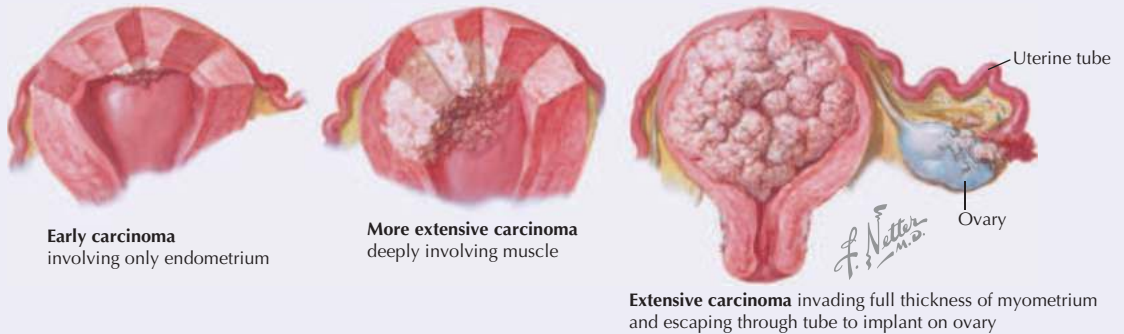 Uterine tube
Ovary
Early carcinoma
involving only endometrium
More extensive carcinoma
deeply involving muscle
F. Netter
M.D.
Extensive carcinoma invading full thickness of myometrium
and escaping through tube to implant on ovary